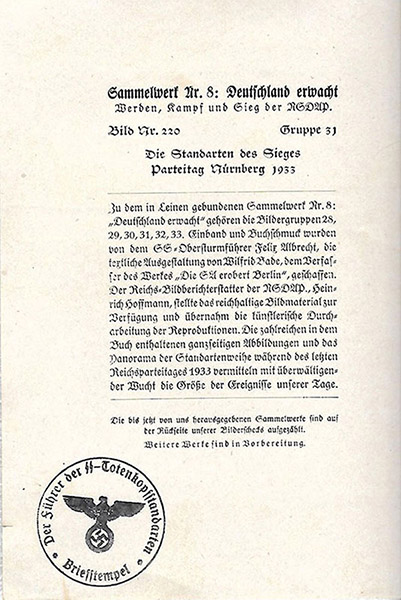 Sammelwerk Nr. 8: Deutschland erwacht
Werden, Kampf und Sieg der NSDAP.
Bild Nr. 220 Gruppe 31
Die Standarten des Sieges
Parteitag Nürnberg 1933
Zu dem in Leinen gebundenen Sammelwerk Nr. 8:
„Deutschland erwacht“ gehören die Bildergruppen 28,
29, 30, 31, 32, 33. Einband und Buchschmuck wurden
von dem SS-Obersturmführer Felix Albrecht, die
textliche Ausgestaltung von Wilfrid Bade, dem Verfas-
ser des Werkes „Die SA erobert Berlin“, geschaffen.
Der Reichs-Bildberichterstatter der NSDAP., Hein-
rich Hoffmann, stellte das reichhaltige Bildmaterial zur
Verfügung und übernahm die künstlerische Durch-
arbeitung der Reproduktionen. Die zahlreichen in dem
Buch enthaltenen ganzseitigen Abbildungen und das
Panorama der Standartenweihe während des letzten
Reichsparteitages 1933 vermitteln mit überwältigen-
der Wucht die Größe der Ereignisse unserer Tage.
Die bis jetzt von uns herausgegebenen Sammelwerke sind auf
der Rückseite unserer Bilderschecks aufgezählt.
Weitere Werke sind in Vorbereitung.
Der Führer der SS-Totenkopfstandarten
Briefstempel